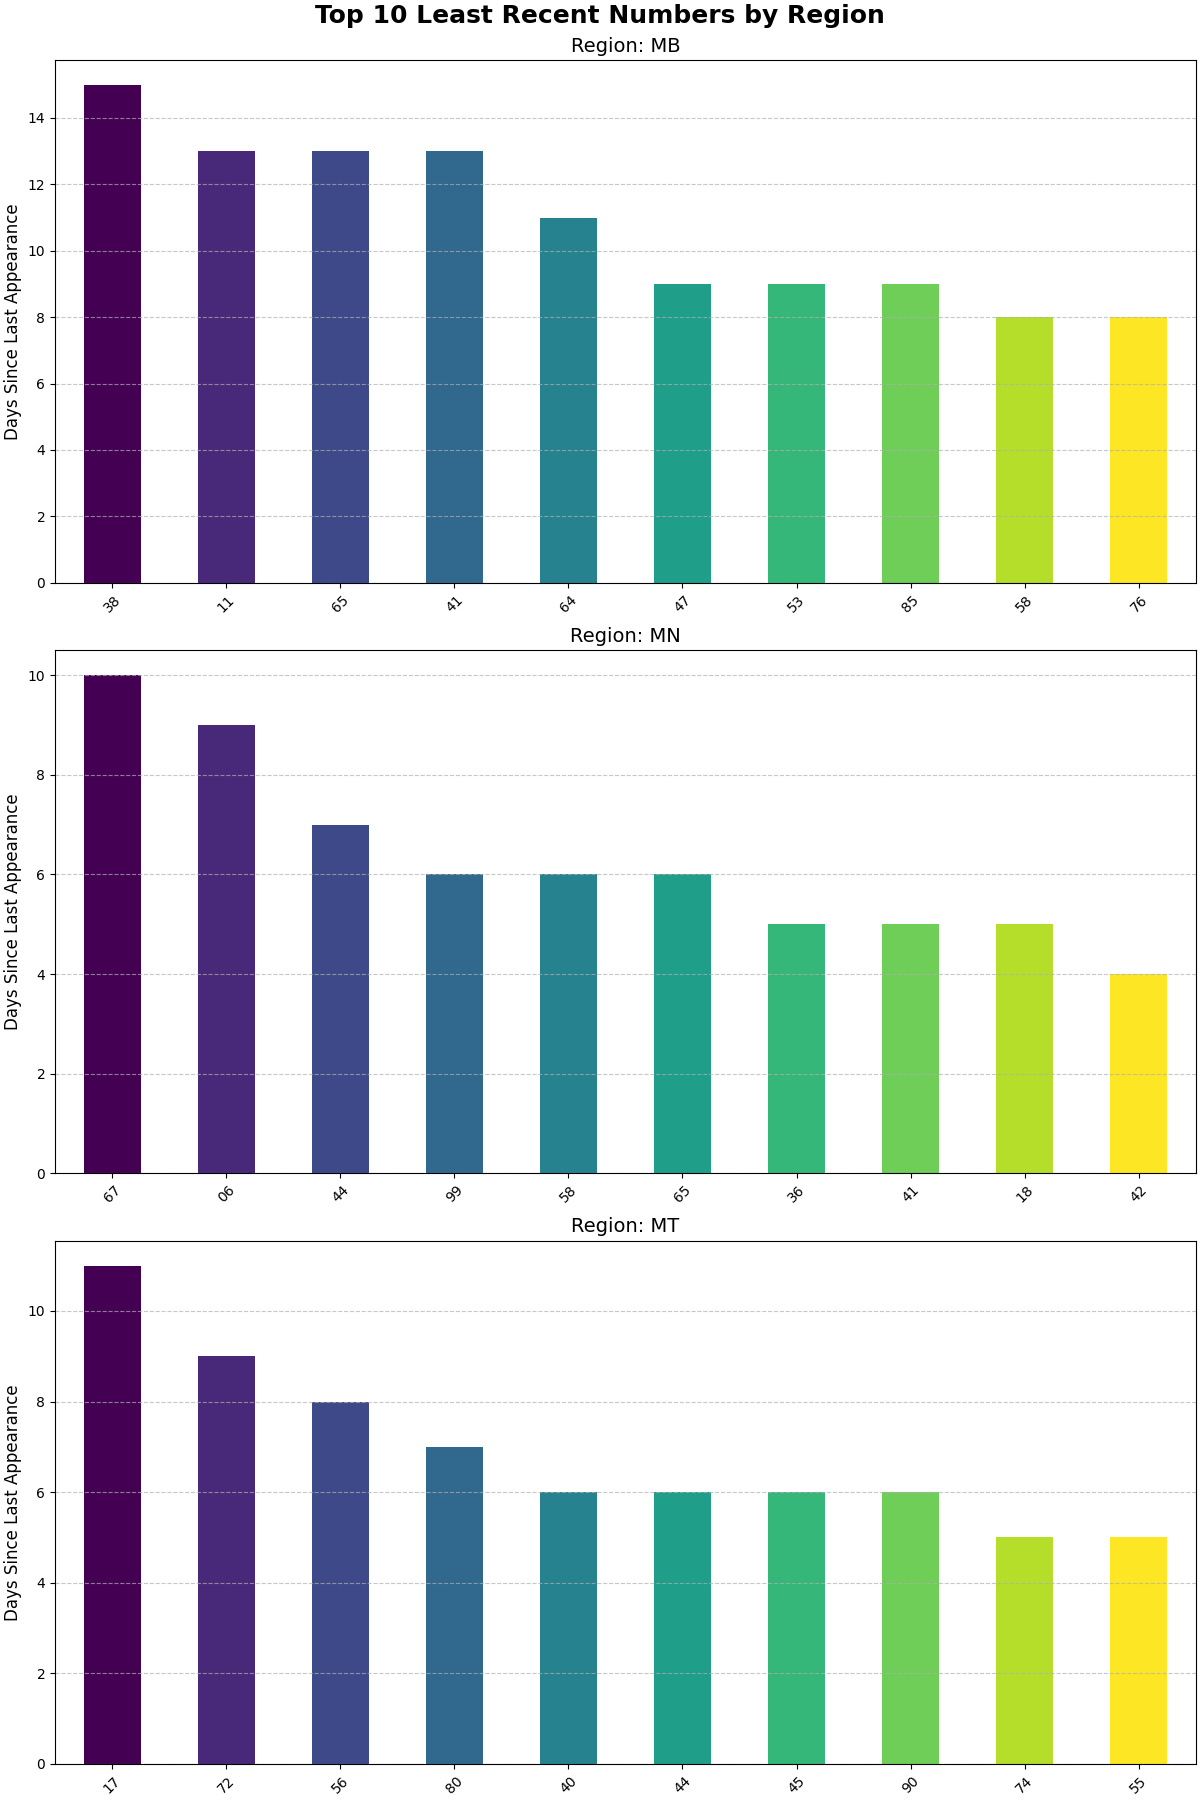 Top 10 Least Recent Numbers by Region
Region: MB
Days Since Last Appearance
14
12
10
8
6
4
2
0
38 11 65 41 64 47 53 85 58 76
Region: MN
Days Since Last Appearance
10
8
6
4
2
0
67 06 44 99 58 65 36 41 18 42
Region: MT
Days Since Last Appearance
10
8
6
4
2
0
17 72 56 80 40 44 45 90 74 55